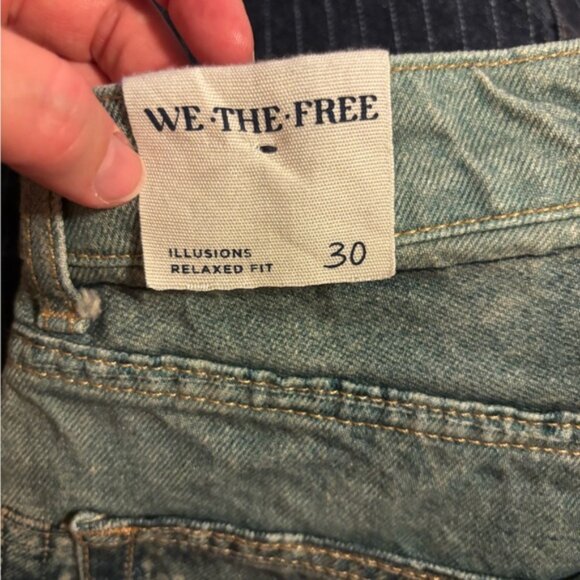 WE·THE·FREE
ILLUSIONS
RELAXED FIT
30